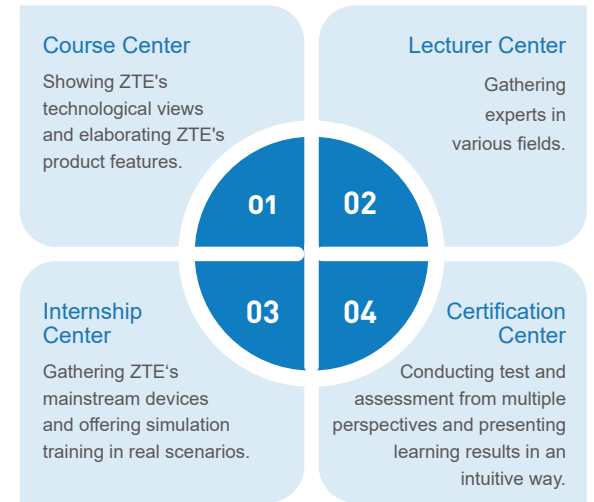 Course Center
Showing ZTE's
technological views
and elaborating ZTE's
product features.
Lecturer Center
Gathering
experts in
various fields.
01
02
03
04
Internship
Center
Gathering ZTE‘s
mainstream devices
and offering simulation
training in real scenarios.
Certification
Center
Conducting test and
assessment from multiple
perspectives and presenting
learning results in an
intuitive way.